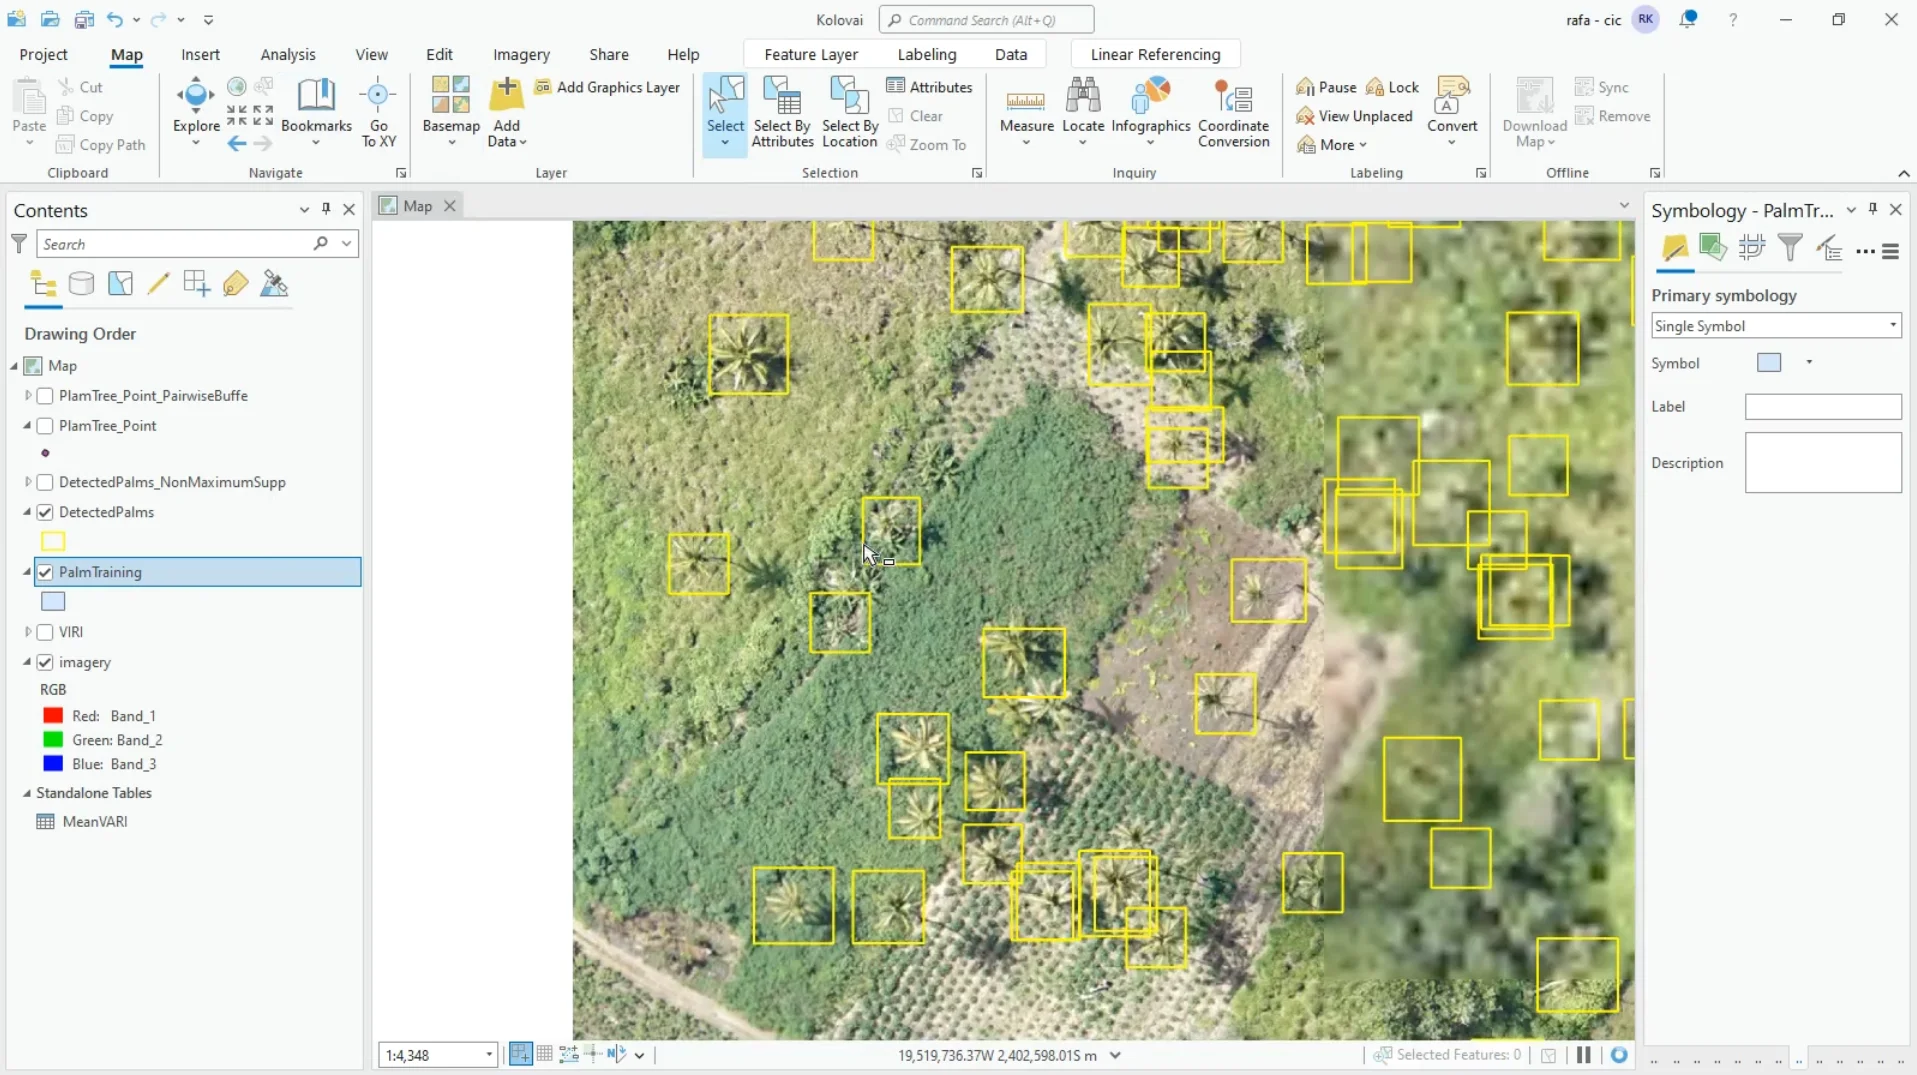 Kolovai
Command Search (Alt+Q)
rafa - cic
RK
?
Project
Map
Insert
Analysis
View
Edit
Imagery
Share
Help
Feature Layer
Labeling
Data
Linear Referencing
Paste
Cut
Copy
Copy Path
Clipboard
Explore
Bookmarks
Go
To XY
Navigate
Basemap
Add
Data
Add Graphics Layer
Layer
Select
Select By
Attributes
Select By
Location
Attributes
Clear
Zoom To
Selection
Measure
Locate
Infographics
Coordinate
Conversion
Inquiry
Pause
Lock
View Unplaced
More
A
Convert
Labeling
Download
Map
Sync
Remove
Offline
Contents
Search
Drawing Order
Map
PlamTree_Point_PairwiseBuffe
PlamTree_Point
DetectedPalms_NonMaximumSupp
DetectedPalms
PalmTraining
VIRI
imagery
RGB
Red: Band_1
Green: Band_2
Blue: Band_3
Standalone Tables
MeanVARI
Map
1:4,348
N
19,519,736.37W 2,402,598.01S m
Selected Features: 0
Symbology - PalmTr...
Primary symbology
Single Symbol
Symbol
Label
Description